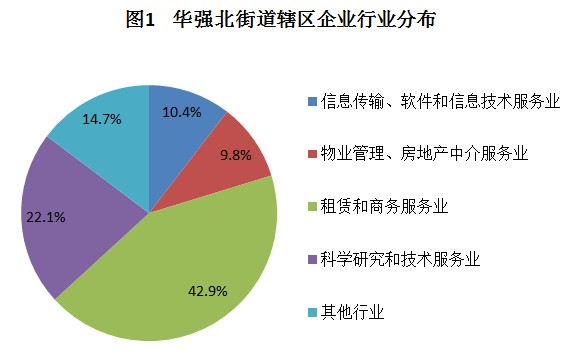 图1 华强北街道辖区企业行业分布
10.4%
9.8%
42.9%
22.1%
14.7%
信息传输、软件和信息技术服务业
物业管理、房地产中介服务业
租赁和商务服务业
科学研究和技术服务业
其他行业